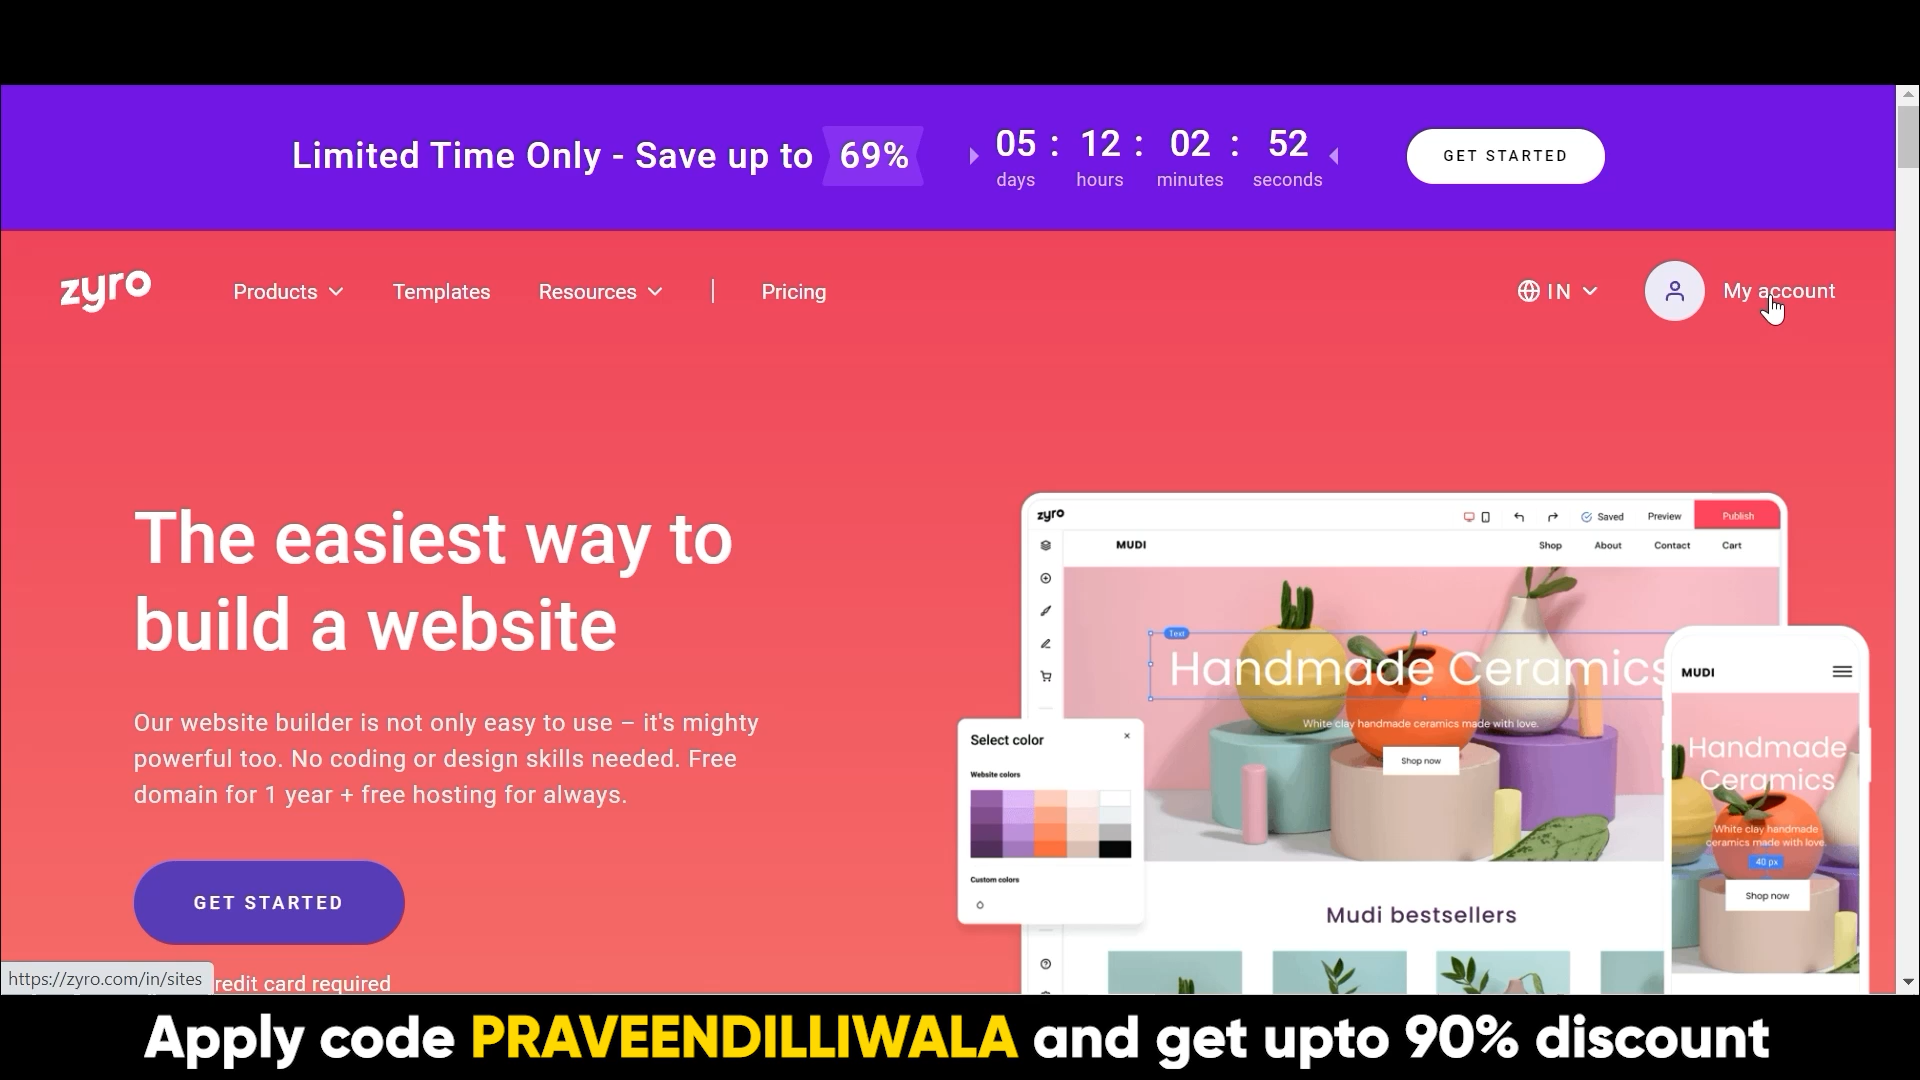 Limited Time Only - Save up to 69%
05 : 12 : 02 : 52
days hours minutes seconds
GET STARTED
zyro
Products
Templates
Resources
Pricing
IN
My account
The easiest way to
build a website
Our website builder is not only easy to use – it's mighty
powerful too. No coding or design skills needed. Free
domain for 1 year + free hosting for always.
GET STARTED
redit card required
https://zyro.com/in/sites
zyro
Saved
Preview
Publish
MUDI
Shop
About
Contact
Cart
Text
Handmade Ceramics
White clay handmade ceramics made with love.
Shop now
Select color
Website colors
Custom colors
Mudi bestsellers
MUDI
Handmade
Ceramics
White clay handmade
ceramics made with love.
40 px
Shop now
Apply code PRAVEENDILLIWALA and get upto 90% discount